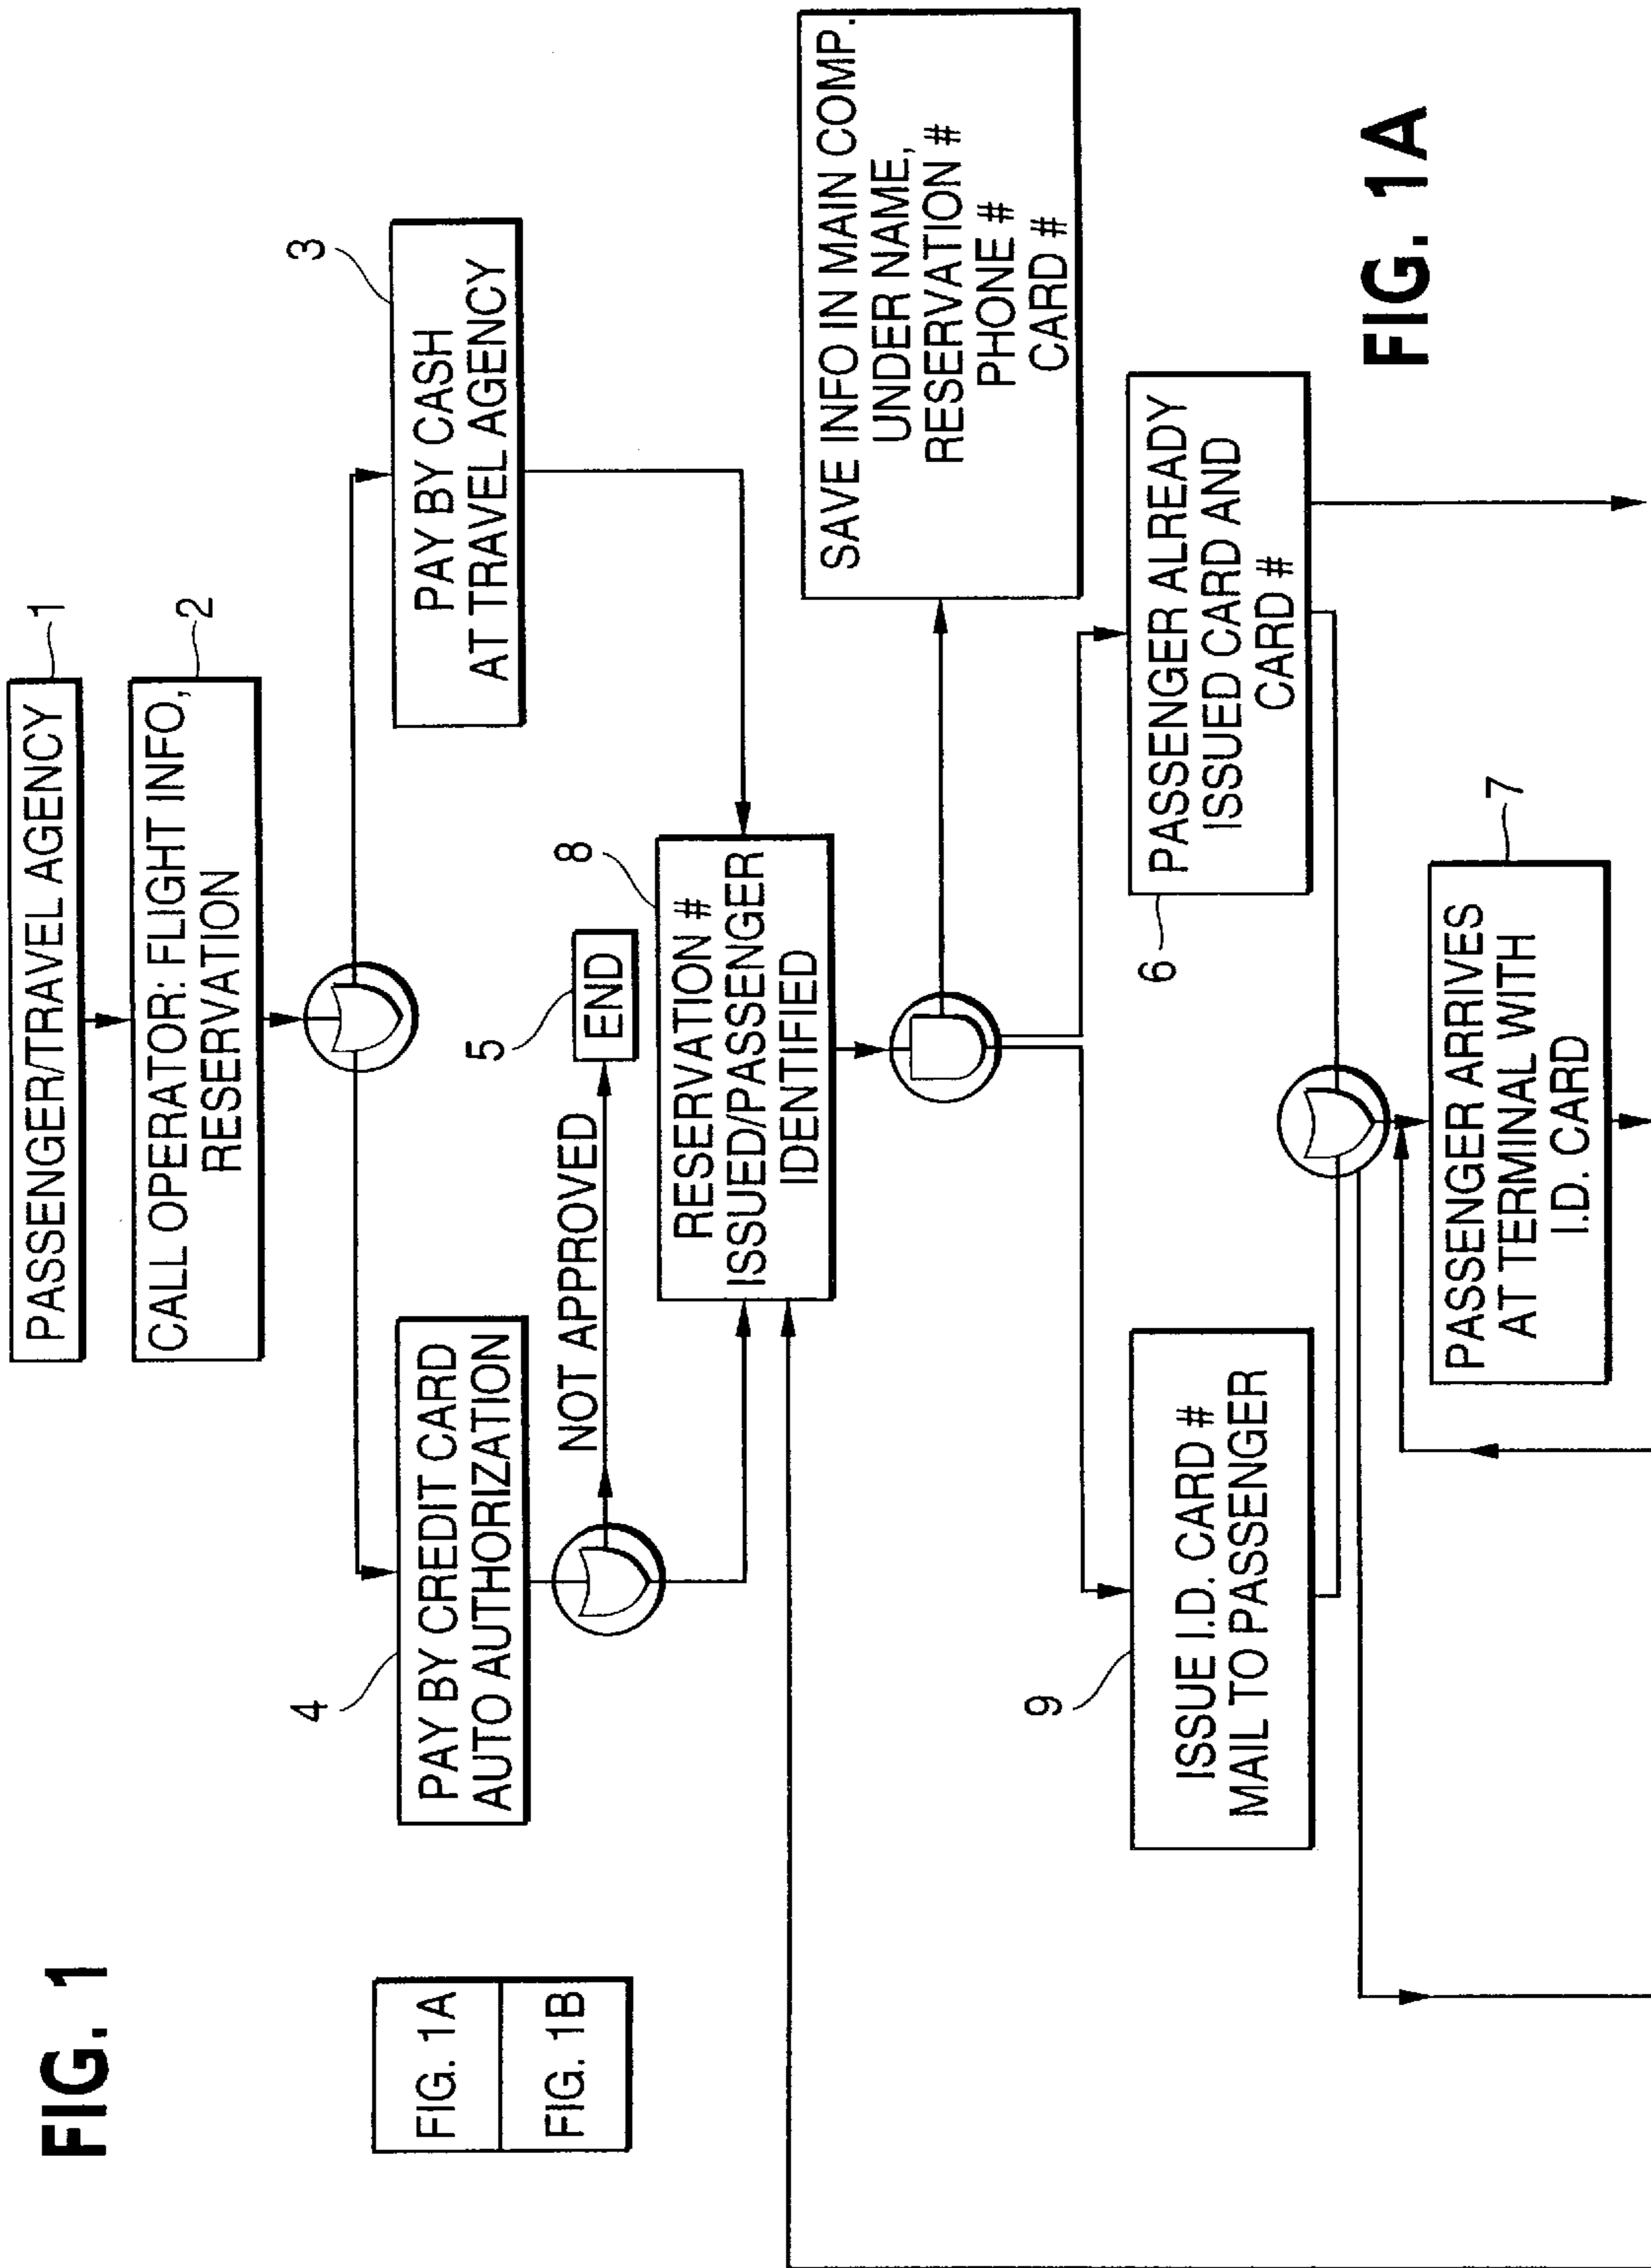 FIG. 1
FIG. 1A
FIG. 1B
PASSENGER/TRAVEL AGENCY
1
CALL OPERATOR: FLIGHT INFO,
RESERVATION
2
PAY BY CREDIT CARD
AUTO AUTHORIZATION
4
PAY BY CASH
AT TRAVEL AGENCY
3
NOT APPROVED
END
5
RESERVATION #
ISSUED/PASSENGER
IDENTIFIED
8
SAVE INFO IN MAIN COMP.
UNDER NAME,
RESERVATION #
PHONE #
CARD #
ISSUE I.D. CARD #
MAIL TO PASSENGER
9
PASSENGER ALREADY
ISSUED CARD AND
CARD #
6
PASSENGER ARRIVES
AT TERMINAL WITH
I.D. CARD
7
FIG. 1A